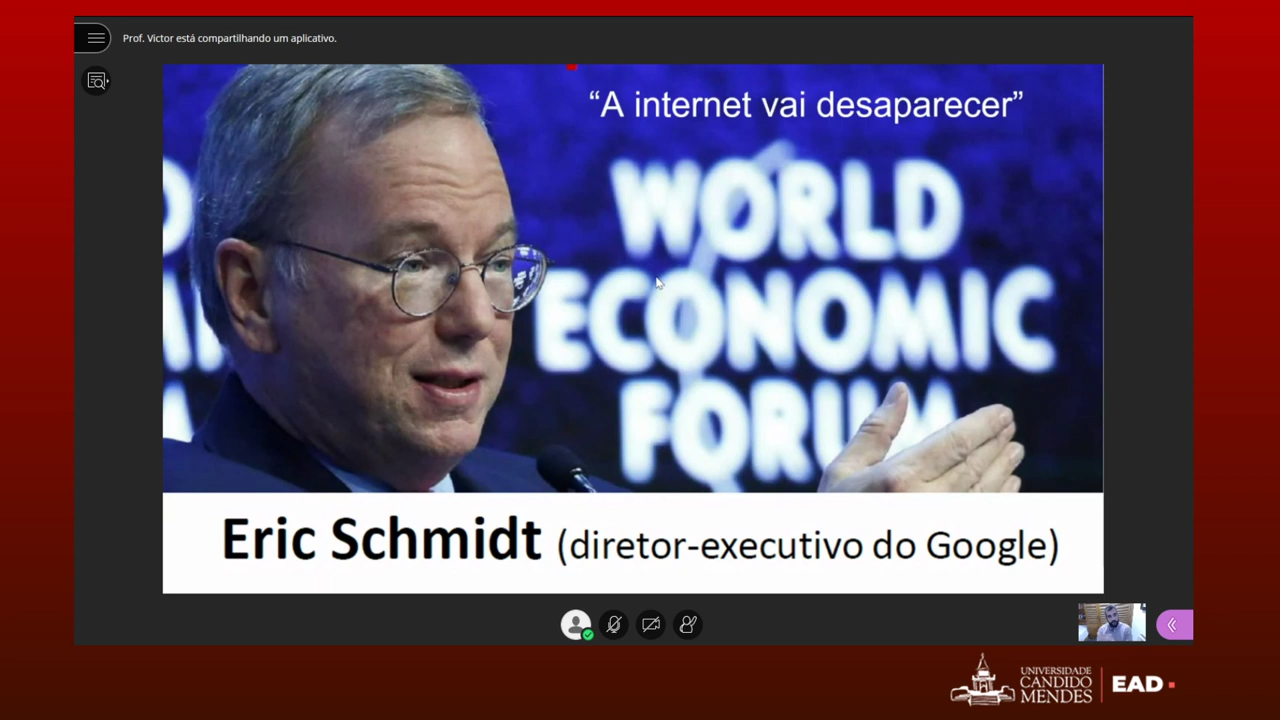 Prof. Victor está compartilhando um aplicativo.
“A internet vai desaparecer”
WORLD
ECONOMIC
FORUM
Eric Schmidt (diretor-executivo do Google)
UNIVERSIDADE
CANDIDO
MENDES
EAD